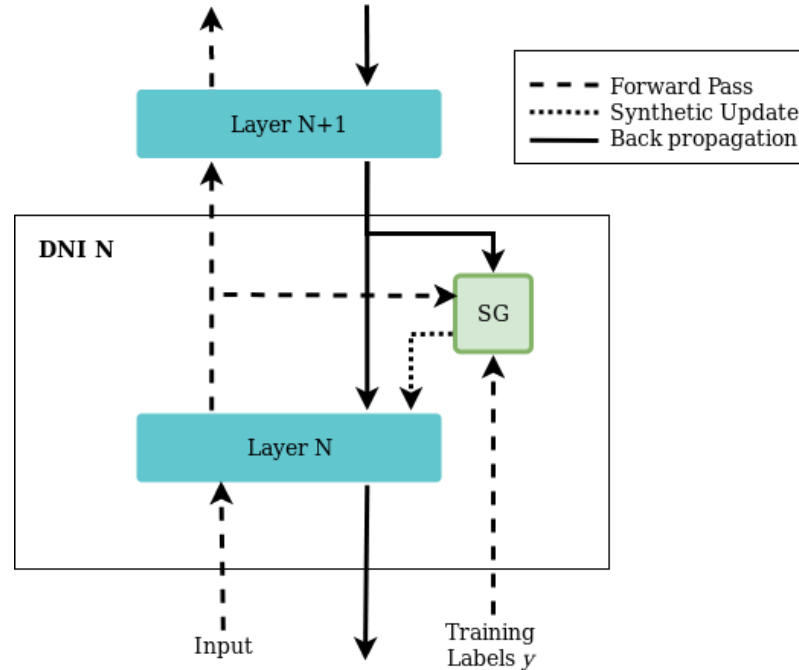 Forward Pass
Synthetic Update
Back propagation
Layer N+1
DNI N
SG
Layer N
Input
Training
Labels y